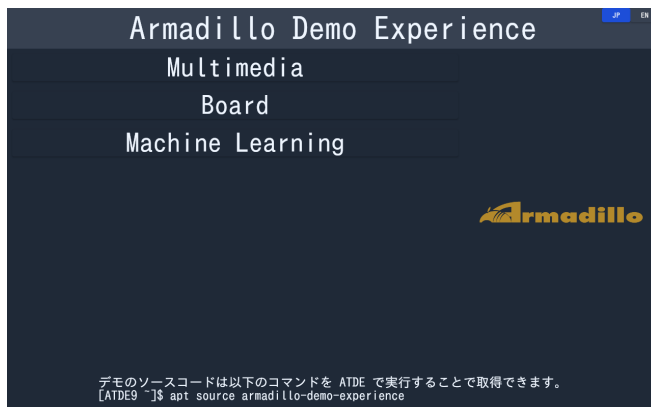 Armadillo Demo Experience
JP EN
Multimedia
Board
Machine Learning
Armadillo
デモのソースコードは以下のコマンドを ATDE で実行することで取得できます。
[ATDE9 ~]$ apt source armadillo-demo-experience